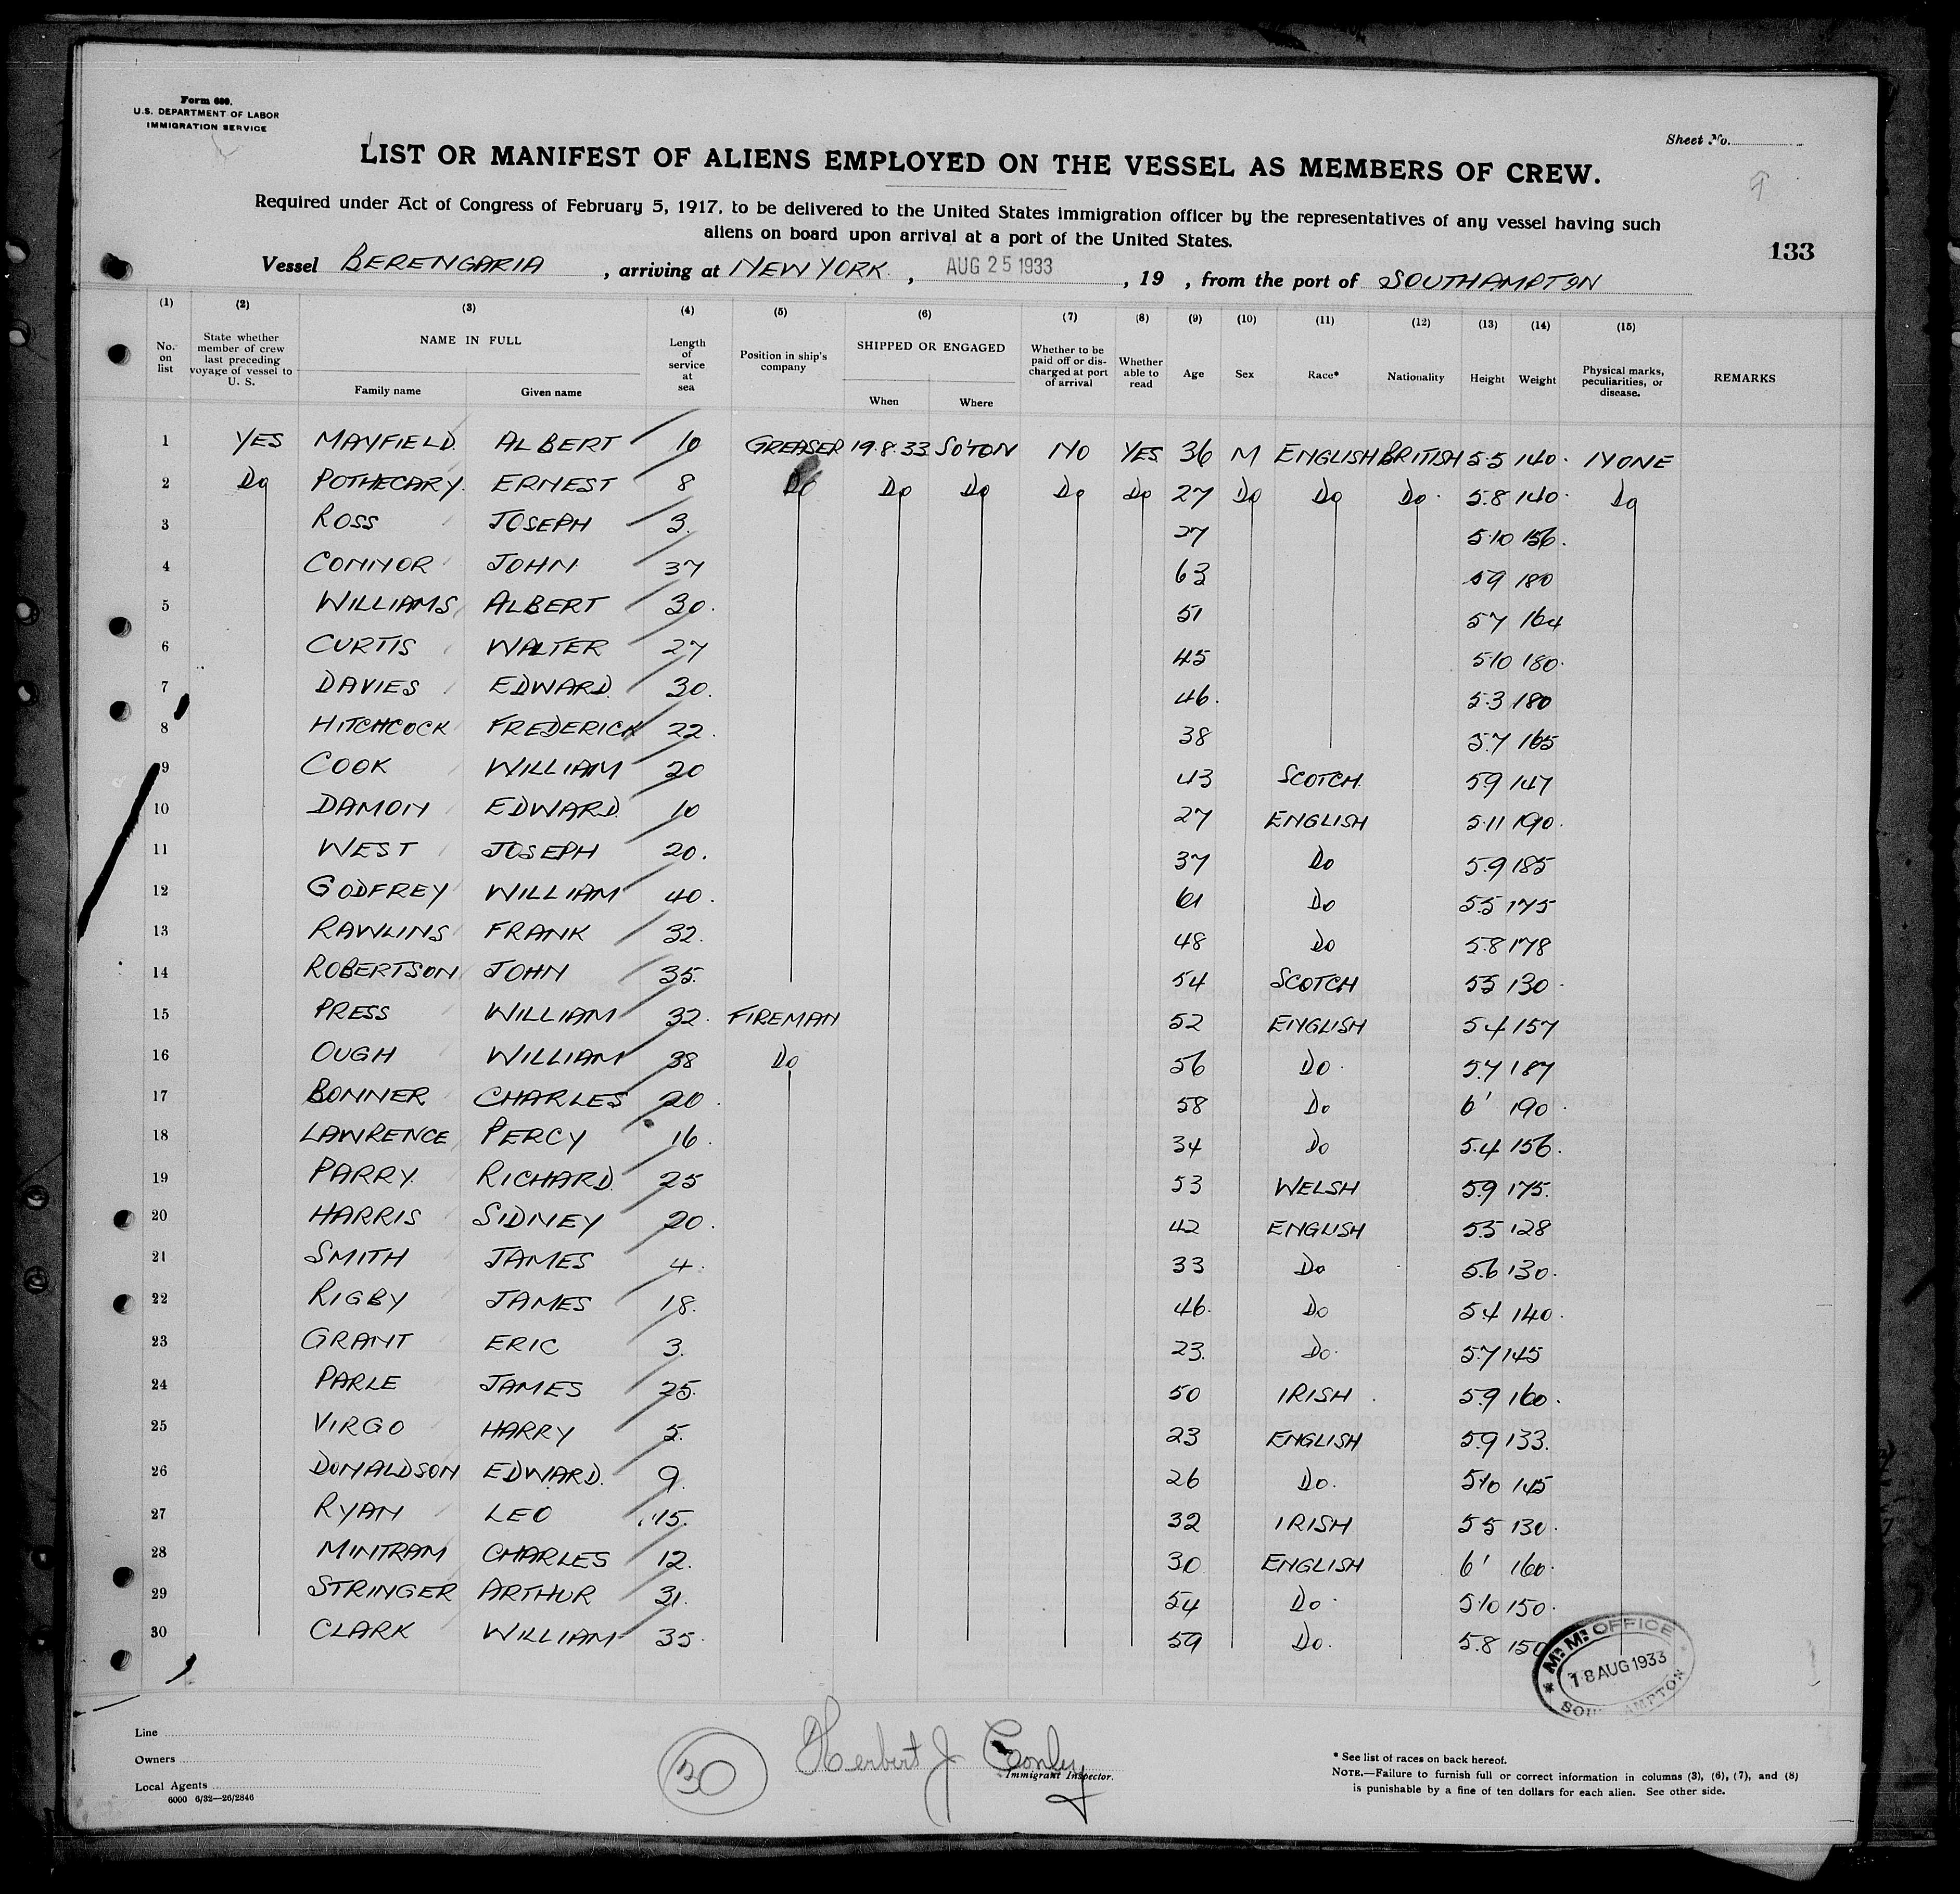 Form 689.
U.S. DEPARTMENT OF LABOR
IMMIGRATION SERVICE
Sheet No.
LIST OR MANIFEST OF ALIENS EMPLOYED ON THE VESSEL AS MEMBERS OF CREW.
Required under Act of Congress of February 5, 1917, to be delivered to the United States immigration officer by the representatives of any vessel having such
aliens on board upon arrival at a port of the United States.
133
Vessel BERENGARIA, arriving at NEW YORK, AUG 25 1933, 19 , from the port of SOUTHAMPTON
(1) (2) (3) (4) (5) (6) (7) (8) (9) (10) (11) (12) (13) (14) (15)
No. on list | State whether member of crew last preceding voyage of vessel to U. S. | NAME IN FULL | Length of service at sea | Position in ship's company | SHIPPED OR ENGAGED | Whether to be paid off or discharged at port of arrival | Whether able to read | Age | Sex | Race* | Nationality | Height | Weight | Physical marks, peculiarities, or disease. | REMARKS
Family name Given name When Where
1 YES MAYFIELD. ALBERT 10 GREASER 19.8.33 SO'TON NO YES 36 M ENGLISH BRITISH 5.5 140. NONE
2 Do POTHECARY. ERNEST 8 Do Do Do Do Do 27 Do Do Do. 5.8 140. Do
3 ROSS JOSEPH 3. 27 5.10 156.
4 CONNOR JOHN 37 63 59 180
5 WILLIAMS ALBERT 30. 51 57 164
6 CURTIS WALTER 27 45 510 180.
7 DAVIES EDWARD. 30. 46. 5.3 180
8 HITCHCOCK FREDERICK 22. 38 5.7 165
9 COOK WILLIAM 20 43 SCOTCH. 59 147
10 DAMON EDWARD. 10 27 ENGLISH 5.11 190.
11 WEST JOSEPH 20. 37 Do 5.9 185
12 GODFREY WILLIAM 40. 61 Do 5.5 175
13 RAWLINS FRANK 32. 48 Do 5.8 178
14 ROBERTSON JOHN 35. 54 SCOTCH 55 130.
15 PRESS WILLIAM 32. FIREMAN 52 ENGLISH 54 157
16 OUGH WILLIAM 38 Do 56 Do. 5.7 187
17 BONNER CHARLES 20. 58 Do 6' 190.
18 LAWRENCE PERCY 16. 34 Do 5.4 156.
19 PARRY. RICHARD. 25 53 WELSH 59 175.
20 HARRIS SIDNEY 20. 42 ENGLISH 5.5 128
21 SMITH JAMES 4. 33 Do 5.6 130.
22 RIGBY JAMES 18. 46. Do 5.4 140.
23 GRANT ERIC 3. 23. Do. 5.7 145
24 PARLE JAMES 25. 50 IRISH. 5.9 160.
25 VIRGO HARRY 5. 23 ENGLISH 5.9 133.
26 DONALDSON EDWARD. 9. 26 Do. 5.10 145
27 RYAN LEO 15. 32 IRISH 5 5 130.
28 MINTRAM CHARLES 12. 30 ENGLISH 6' 160.
29 STRINGER ARTHUR 31. 54 Do. 510 150.
30 CLARK WILLIAM 35. 59 Do. 5.8 150
M. M. OFFICE
18 AUG 1933
SOUTHAMPTON
Line
Owners
Local Agents
6000 6/32—26/2846
30
Herbert J Conly
Immigrant Inspector.
* See list of races on back hereof.
NOTE.—Failure to furnish full or correct information in columns (3), (6), (7), and (8)
is punishable by a fine of ten dollars for each alien. See other side.